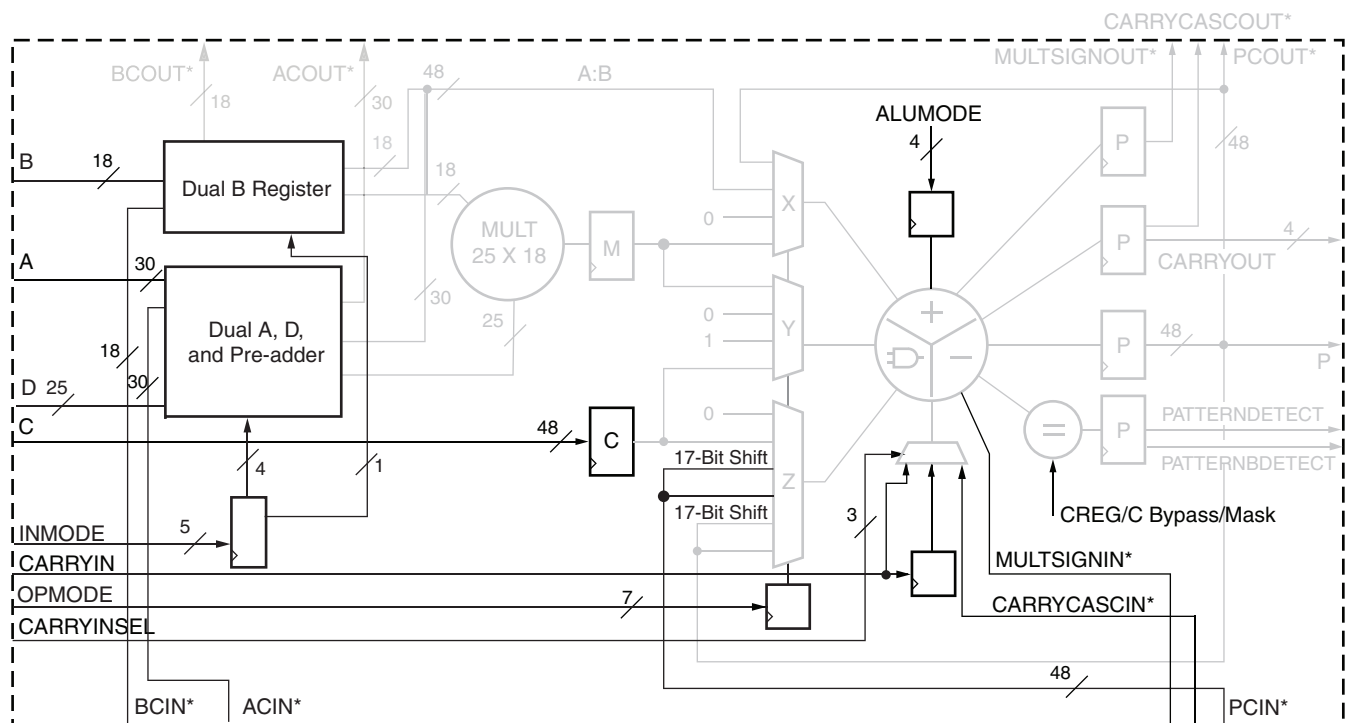 CARRYCASCOUT*
BCOUT* ACOUT* 48 A:B MULTSIGNOUT* PCOUT*
18 30
ALUMODE
4
B 18 Dual B Register 18 18 P 48
MULT
25 X 18
M
0 X
A 30 P 4
CARRYOUT
Dual A, D,
and Pre-adder
30 25
0 Y
1
+
−
18 30
P 48
P
D 25
C 48 C
0
17-Bit Shift
Z
17-Bit Shift
=
P PATTERNDETECT
PATTERNBDETECT
4 1
CREG/C Bypass/Mask
INMODE 5 3
CARRYIN MULTSIGNIN*
OPMODE 7 CARRYCASCIN*
CARRYINSEL
48
BCIN* ACIN* PCIN*